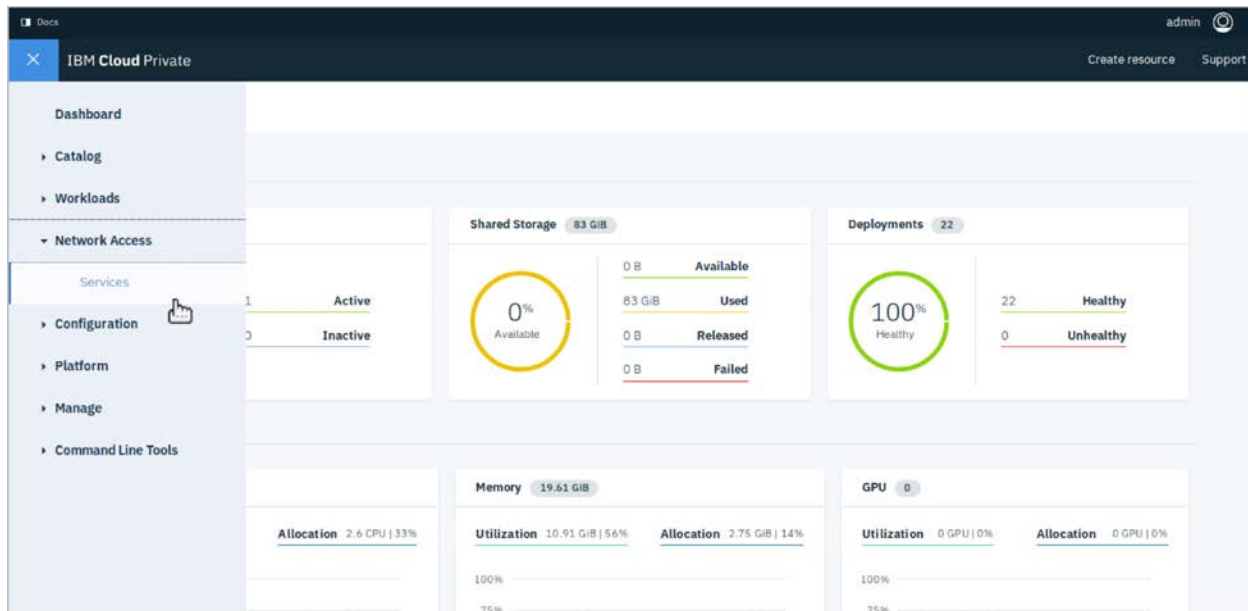 Docs
admin
IBM Cloud Private
Create resource
Support
Dashboard
Catalog
Workloads
Network Access
Services
Configuration
Platform
Manage
Command Line Tools
1 Active
0 Inactive
Shared Storage 83 GiB
0% Available
0 B Available
83 GiB Used
0 B Released
0 B Failed
Deployments 22
100% Healthy
22 Healthy
0 Unhealthy
Allocation 2.6 CPU | 33%
Memory 19.61 GiB
Utilization 10.91 GiB | 56%
Allocation 2.75 GiB | 14%
100%
75%
GPU 0
Utilization 0 GPU | 0%
Allocation 0 GPU | 0%
100%
75%